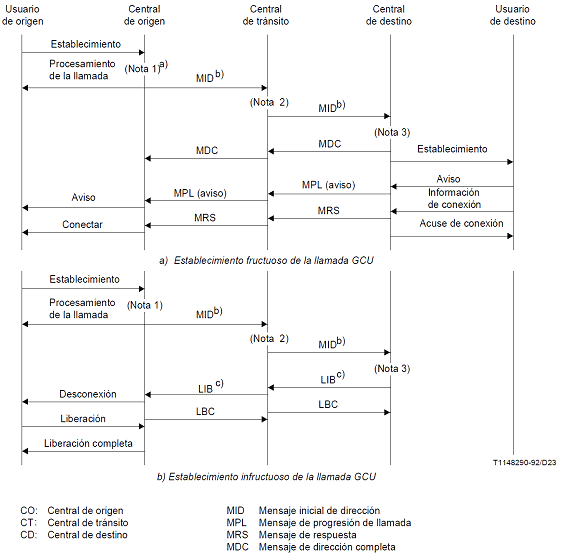 Usuario de origen
Central de origen
Central de tránsito
Central de destino
Usuario de destino
Establecimiento
Procesamiento de la llamada
(Nota 1)a)
MIDb)
(Nota 2)
MIDb)
(Nota 3)
MDC
MDC
Establecimiento
Aviso
MPL (aviso)
MPL (aviso)
Aviso
Información de conexión
MRS
MRS
Conectar
Acuse de conexión
a) Establecimiento fructuoso de la llamada GCU
Establecimiento
Procesamiento de la llamada
(Nota 1)
MIDb)
(Nota 2)
MIDb)
(Nota 3)
LIBc)
LIBc)
Desconexión
LBC
LBC
Liberación
Liberación completa
T1148290-92/D23
b) Establecimiento infructuoso de la llamada GCU
CO: Central de origen
CT: Central de tránsito
CD: Central de destino
MID Mensaje inicial de dirección
MPL Mensaje de progresión de llamada
MRS Mensaje de respuesta
MDC Mensaje de dirección completa